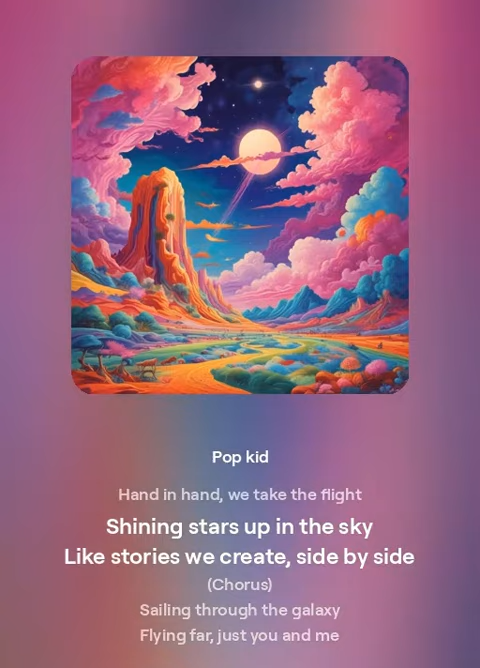 Pop kid
Hand in hand, we take the flight
Shining stars up in the sky
Like stories we create, side by side
(Chorus)
Sailing through the galaxy
Flying far, just you and me